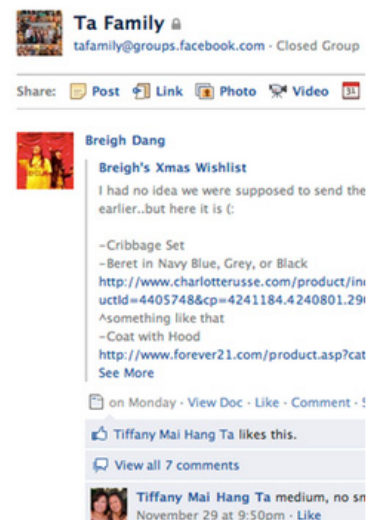 Ta Family
tafamily@groups.facebook.com · Closed Group
Share: Post Link Photo Video 31
Breigh Dang
Breigh's Xmas Wishlist
I had no idea we were supposed to send the
earlier..but here it is (:
-Cribbage Set
-Beret in Navy Blue, Grey, or Black
http://www.charlotterusse.com/product/in
uctId=4405748&cp=4241184.4240801.29
^something like that
-Coat with Hood
http://www.forever21.com/product.asp?cat
See More
on Monday · View Doc · Like · Comment ·
Tiffany Mai Hang Ta likes this.
View all 7 comments
Tiffany Mai Hang Ta medium, no
November 29 at 9:50pm · Like